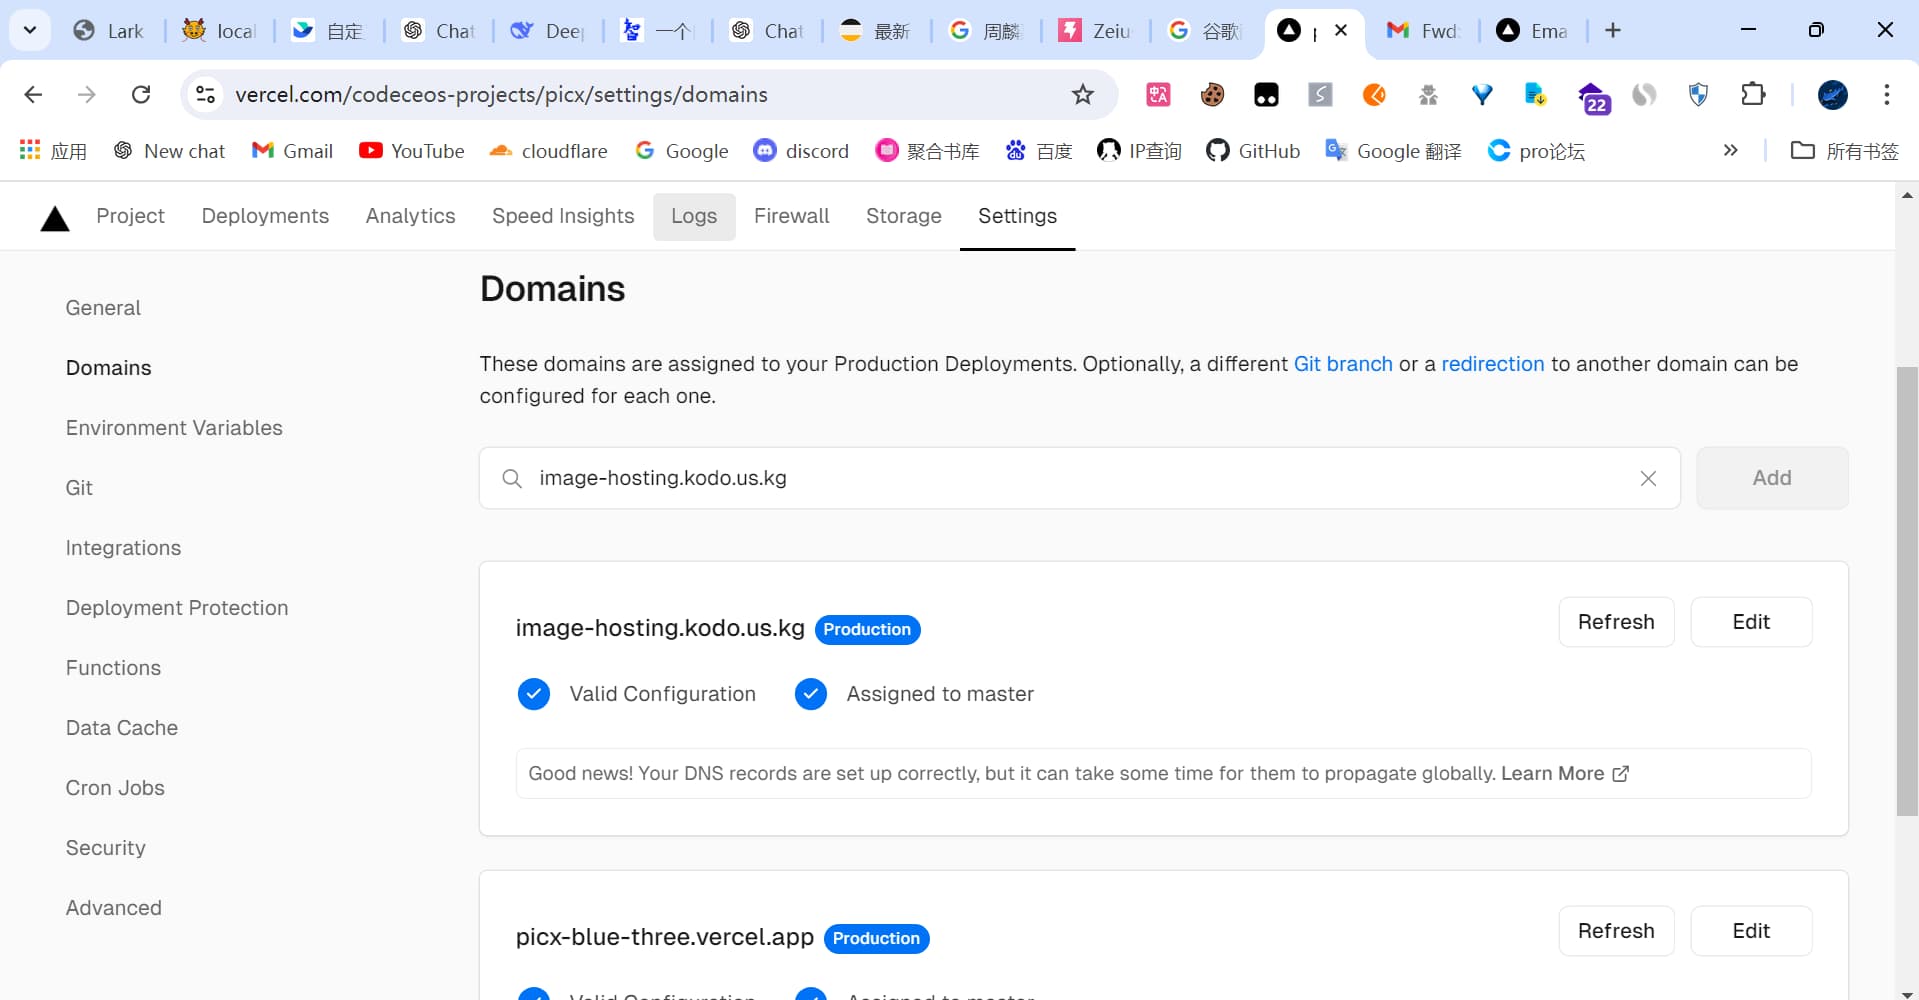 Lark
local
自定
Chat
Deep
一个
Chat
最新
周麟
Zeiu
谷歌
Fwd:
Ema
vercel.com/codeceos-projects/picx/settings/domains
22
应用
New chat
Gmail
YouTube
cloudflare
Google
discord
聚合书库
百度
IP查询
GitHub
Google 翻译
pro论坛
所有书签
Project
Deployments
Analytics
Speed Insights
Logs
Firewall
Storage
Settings
General
Domains
Environment Variables
Git
Integrations
Deployment Protection
Functions
Data Cache
Cron Jobs
Security
Advanced
Domains
These domains are assigned to your Production Deployments. Optionally, a different Git branch or a redirection to another domain can be
configured for each one.
image-hosting.kodo.us.kg
Add
image-hosting.kodo.us.kg Production
Refresh
Edit
Valid Configuration
Assigned to master
Good news! Your DNS records are set up correctly, but it can take some time for them to propagate globally. Learn More
picx-blue-three.vercel.app Production
Refresh
Edit
Valid Configuration
Assigned to master